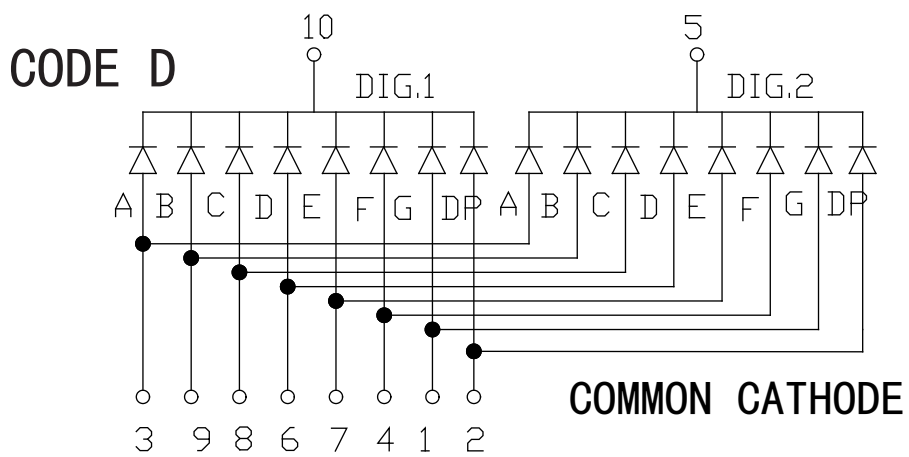 10 5
CODE D
DIG.1 DIG.2
A B C D E F G DP A B C D E F G DP
COMMON CATHODE
3 9 8 6 7 4 1 2